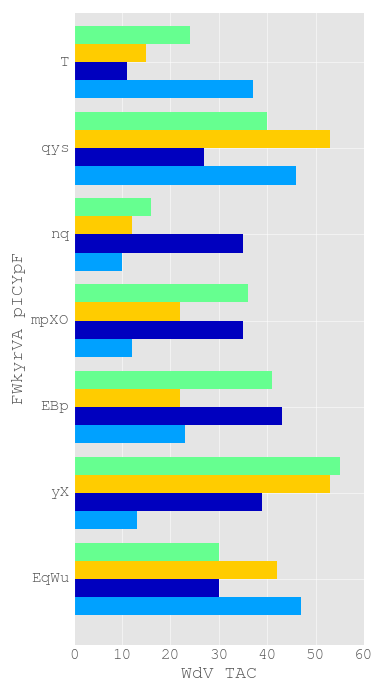 T
qys
nq
mpXO
EBp
yX
EqWu
FWkyrVA pICYpF
0 10 20 30 40 50 60
WdV TAC